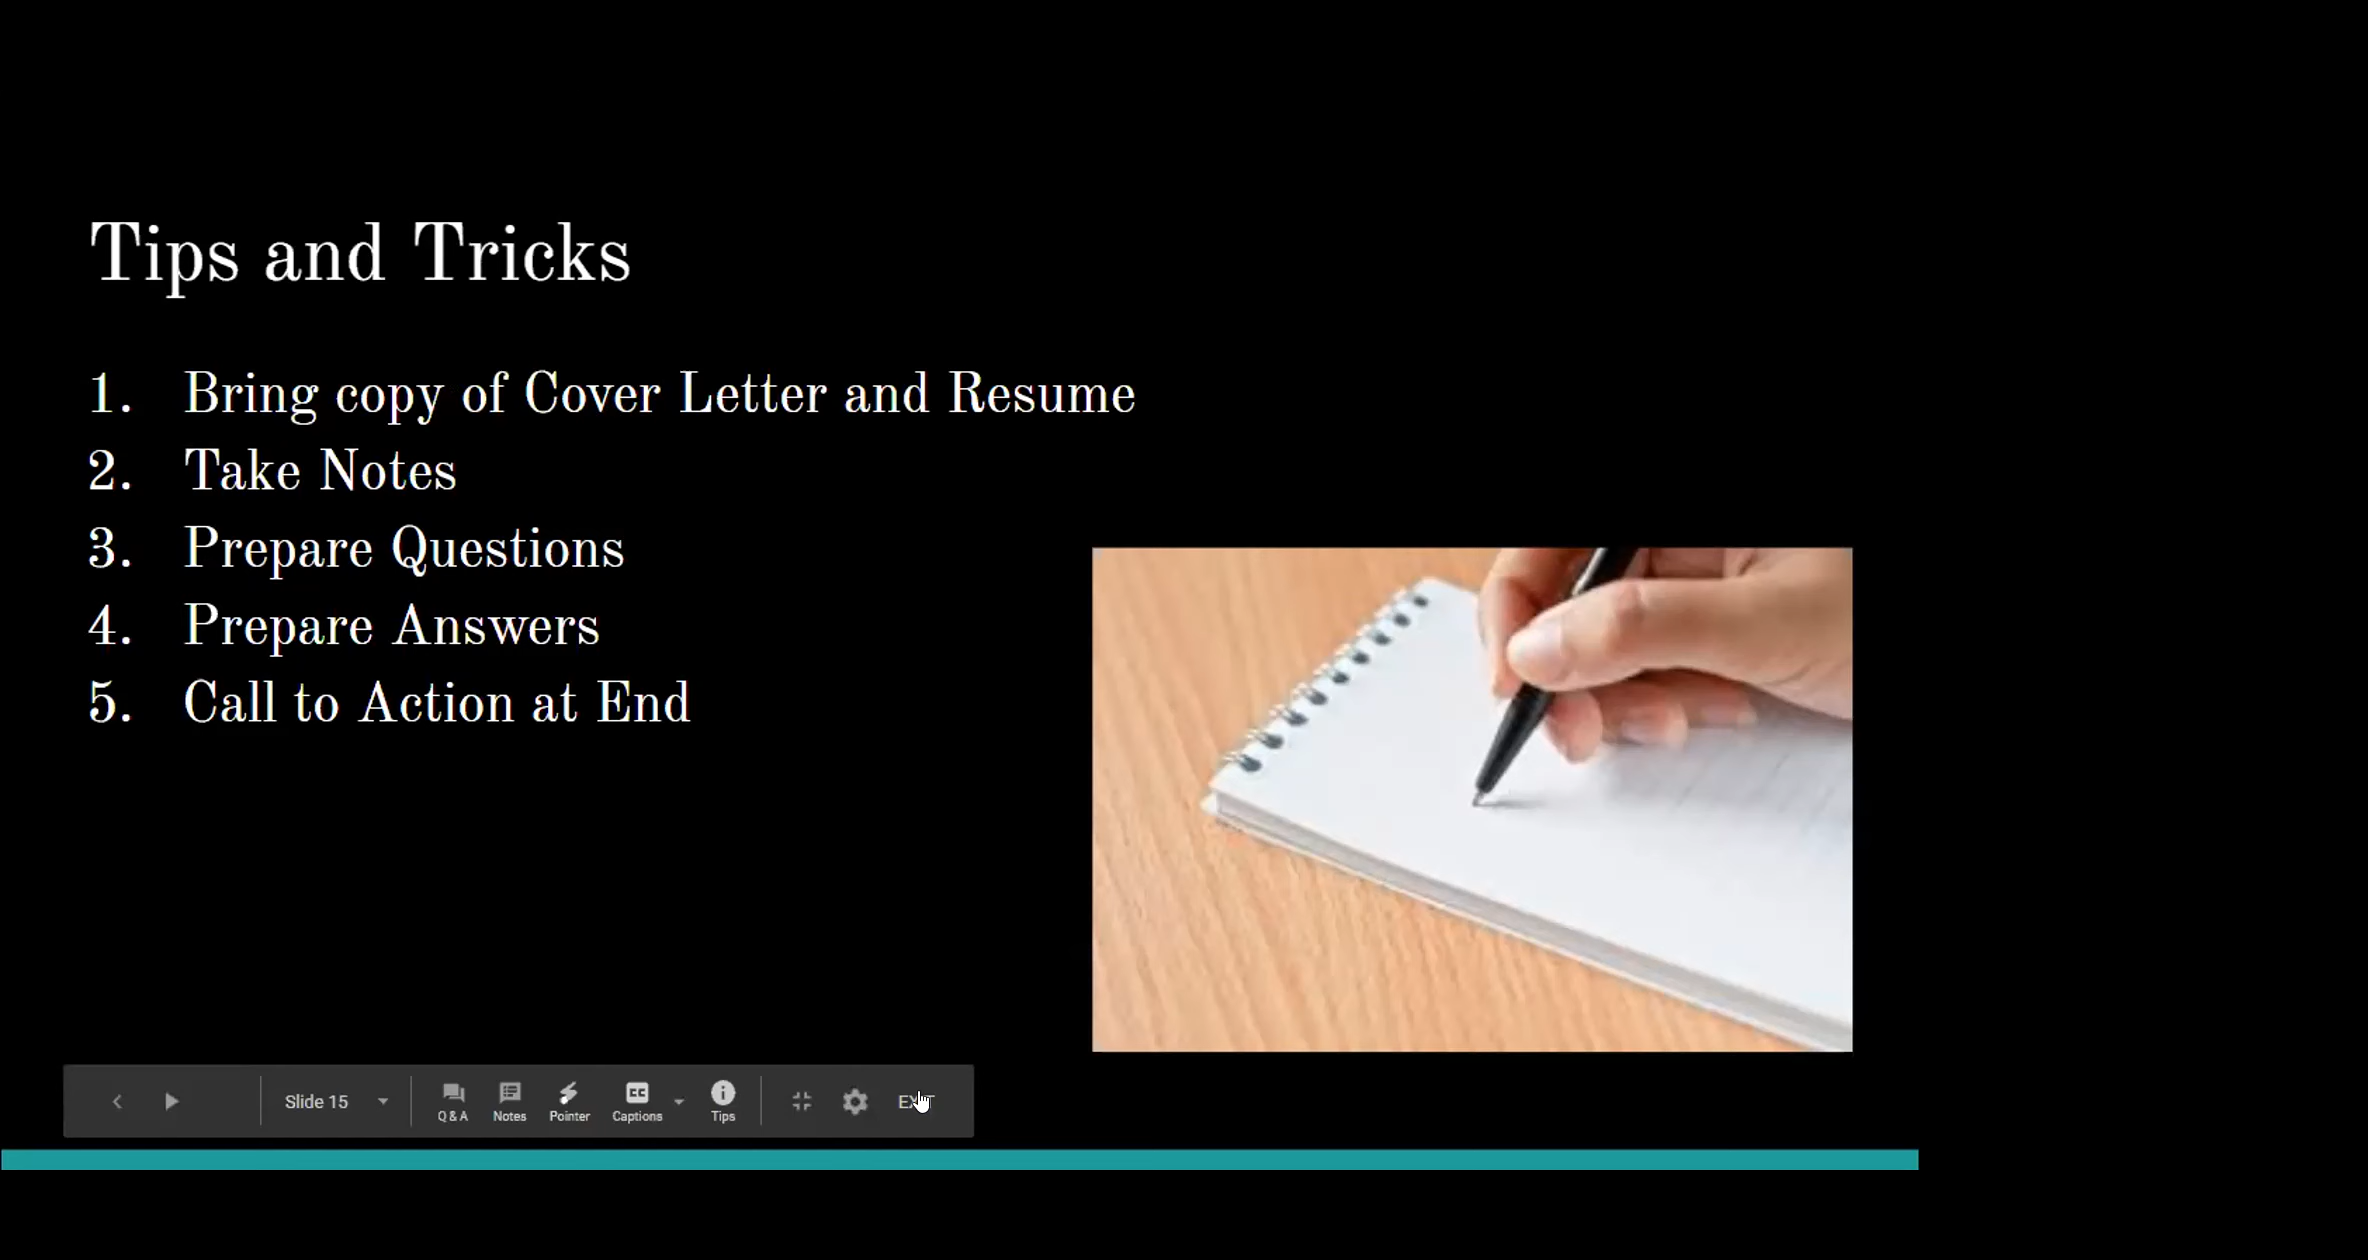 Tips and Tricks
1. Bring copy of Cover Letter and Resume
2. Take Notes
3. Prepare Questions
4. Prepare Answers
5. Call to Action at End
Slide 15
Q & A
Notes
Pointer
CC
Captions
Tips